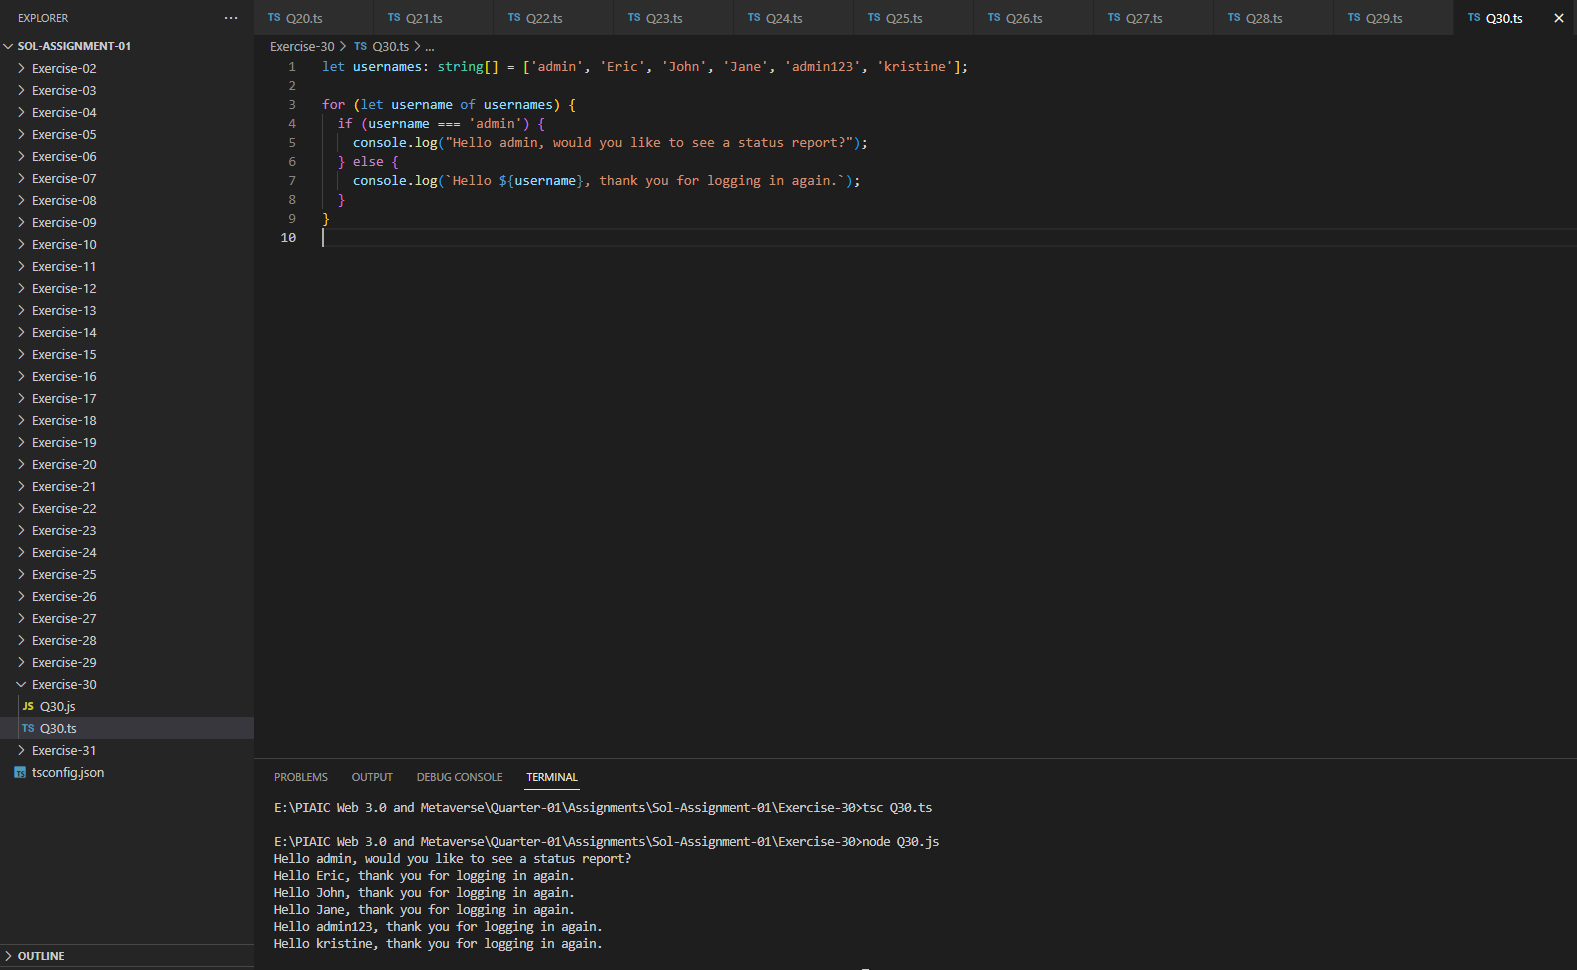 EXPLORER
···
SOL-ASSIGNMENT-01
Exercise-02
Exercise-03
Exercise-04
Exercise-05
Exercise-06
Exercise-07
Exercise-08
Exercise-09
Exercise-10
Exercise-11
Exercise-12
Exercise-13
Exercise-14
Exercise-15
Exercise-16
Exercise-17
Exercise-18
Exercise-19
Exercise-20
Exercise-21
Exercise-22
Exercise-23
Exercise-24
Exercise-25
Exercise-26
Exercise-27
Exercise-28
Exercise-29
Exercise-30
JS Q30.js
TS Q30.ts
Exercise-31
TS tsconfig.json
OUTLINE
TS Q20.ts TS Q21.ts TS Q22.ts TS Q23.ts TS Q24.ts TS Q25.ts TS Q26.ts TS Q27.ts TS Q28.ts TS Q29.ts TS Q30.ts
Exercise-30 > TS Q30.ts > ...
1 let usernames: string[] = ['admin', 'Eric', 'John', 'Jane', 'admin123', 'kristine'];
2
3 for (let username of usernames) {
4   if (username === 'admin') {
5     console.log("Hello admin, would you like to see a status report?");
6   } else {
7     console.log(`Hello ${username}, thank you for logging in again.`);
8   }
9 }
10
PROBLEMS OUTPUT DEBUG CONSOLE TERMINAL
E:\PIAIC Web 3.0 and Metaverse\Quarter-01\Assignments\Sol-Assignment-01\Exercise-30>tsc Q30.ts
E:\PIAIC Web 3.0 and Metaverse\Quarter-01\Assignments\Sol-Assignment-01\Exercise-30>node Q30.js
Hello admin, would you like to see a status report?
Hello Eric, thank you for logging in again.
Hello John, thank you for logging in again.
Hello Jane, thank you for logging in again.
Hello admin123, thank you for logging in again.
Hello kristine, thank you for logging in again.